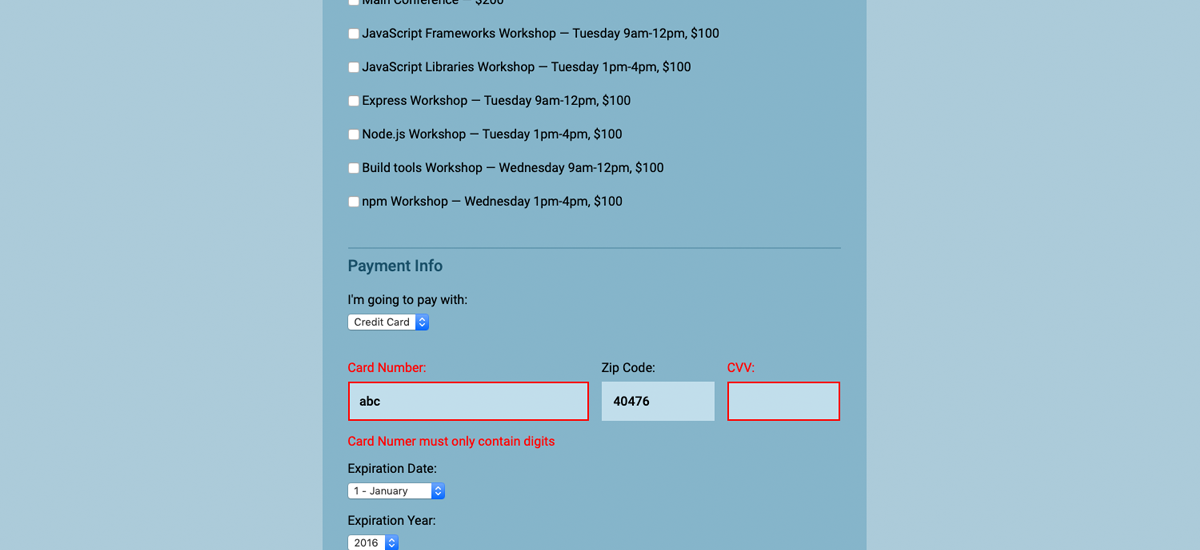 Main Conference — $200
JavaScript Frameworks Workshop — Tuesday 9am-12pm, $100
JavaScript Libraries Workshop — Tuesday 1pm-4pm, $100
Express Workshop — Tuesday 9am-12pm, $100
Node.js Workshop — Tuesday 1pm-4pm, $100
Build tools Workshop — Wednesday 9am-12pm, $100
npm Workshop — Wednesday 1pm-4pm, $100
Payment Info
I'm going to pay with:
Credit Card
Card Number: Zip Code: CVV:
abc 40476
Card Numer must only contain digits
Expiration Date:
1 - January
Expiration Year:
2016